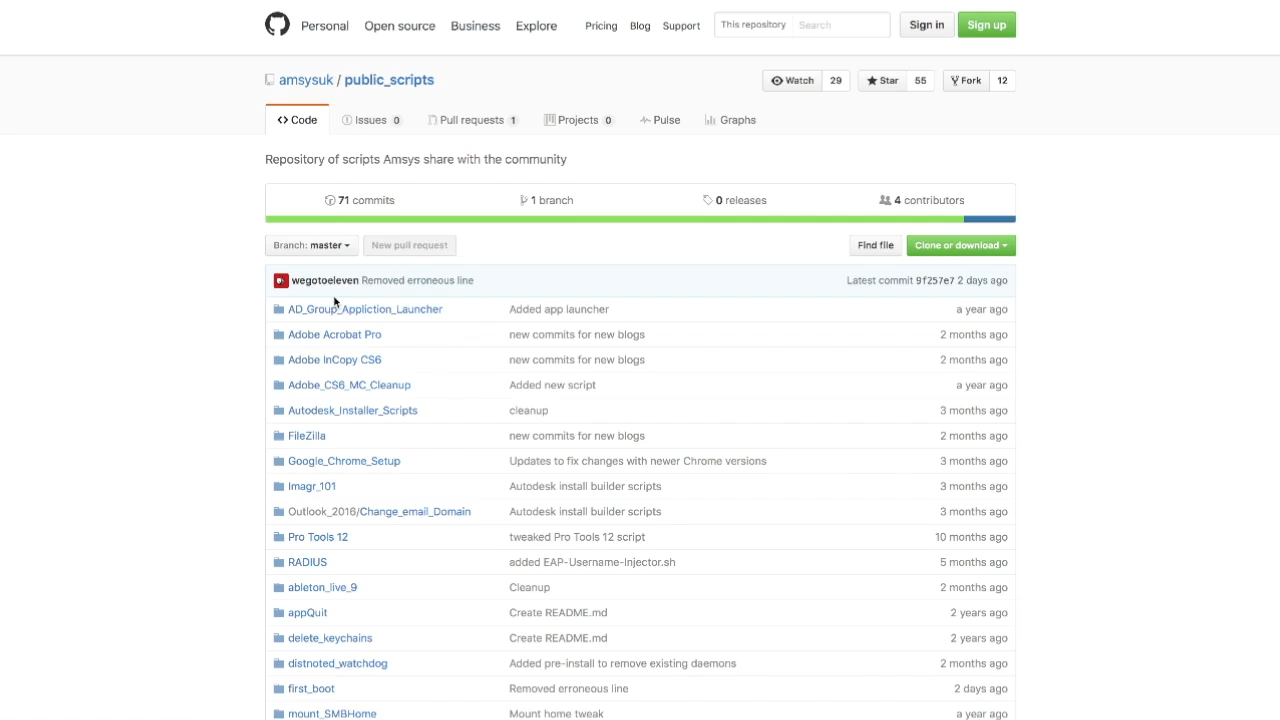 Personal Open source Business Explore Pricing Blog Support This repository Search Sign in Sign up
amsysuk / public_scripts Watch 29 Star 55 Fork 12
Code Issues 0 Pull requests 1 Projects 0 Pulse Graphs
Repository of scripts Amsys share with the community
71 commits 1 branch 0 releases 4 contributors
Branch: master New pull request Find file Clone or download
wegotoeleven Removed erroneous line Latest commit 9f257e7 2 days ago
AD_Group_Appliction_Launcher Added app launcher a year ago
Adobe Acrobat Pro new commits for new blogs 2 months ago
Adobe InCopy CS6 new commits for new blogs 2 months ago
Adobe_CS6_MC_Cleanup Added new script a year ago
Autodesk_Installer_Scripts cleanup 3 months ago
FileZilla new commits for new blogs 2 months ago
Google_Chrome_Setup Updates to fix changes with newer Chrome versions 3 months ago
Imagr_101 Autodesk install builder scripts 3 months ago
Outlook_2016/Change_email_Domain Autodesk install builder scripts 3 months ago
Pro Tools 12 tweaked Pro Tools 12 script 10 months ago
RADIUS added EAP-Username-Injector.sh 5 months ago
ableton_live_9 Cleanup 2 months ago
appQuit Create README.md 2 years ago
delete_keychains Create README.md 2 years ago
distnoted_watchdog Added pre-install to remove existing daemons 2 months ago
first_boot Removed erroneous line 2 days ago
mount_SMBHome Mount home tweak a year ago